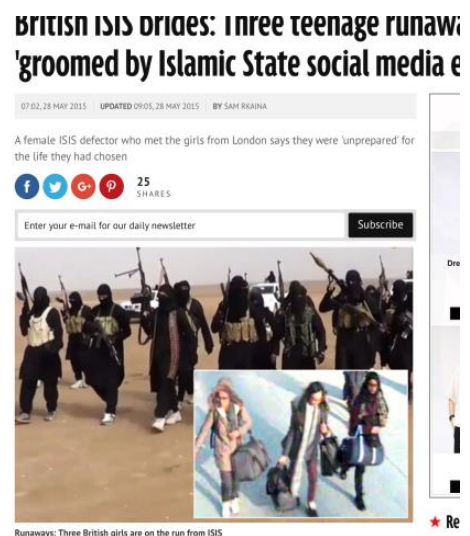 British ISIS brides: Three teenage
'groomed by Islamic State social media
07:02, 28 MAY 2015 UPDATED 09:05, 28 MAY 2015 BY SAM RKAINA
A female ISIS defector who met the girls from London says they were 'unprepared' for
the life they had chosen
25
SHARES
Enter your e-mail for our daily newsletter Subscribe
Dre
Runaways: Three British girls are on the run from ISIS
Re